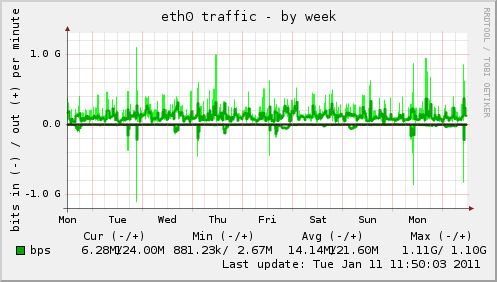 eth0 traffic - by week
RRDTOOL / TOBI OETIKER
bits in (-) / out (+) per minute
1.0 G
0.0
-1.0 G
Mon Tue Wed Thu Fri Sat Sun Mon
Cur (-/+) Min (-/+) Avg (-/+) Max (-/+)
bps 6.28M/ 24.00M 881.23k/ 2.67M 14.14M/ 21.60M 1.11G/ 1.10G
Last update: Tue Jan 11 11:50:03 2011